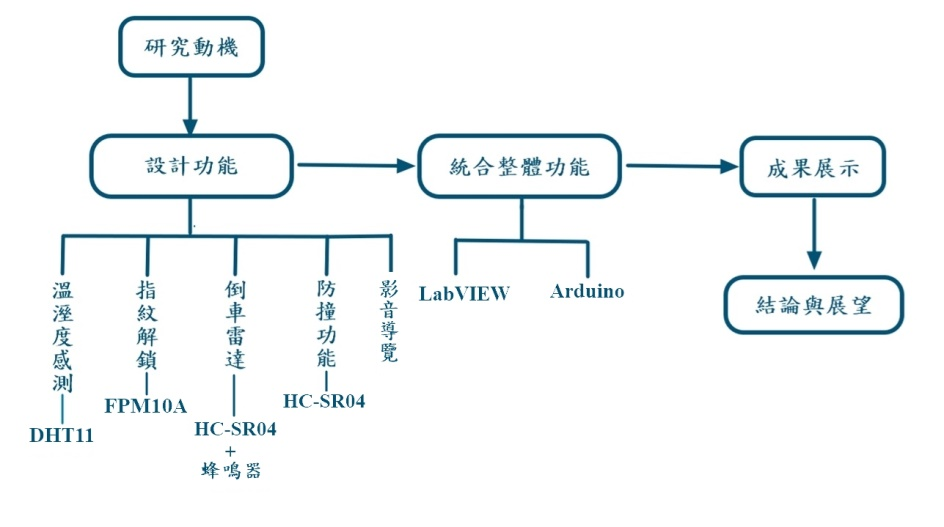 研究動機
設計功能
統合整體功能
成果展示
結論與展望
溫溼度感測
DHT11
指紋解鎖
FPM10A
倒車雷達
HC-SR04
+
蜂鳴器
防撞功能
HC-SR04
影音導覽
LabVIEW
Arduino